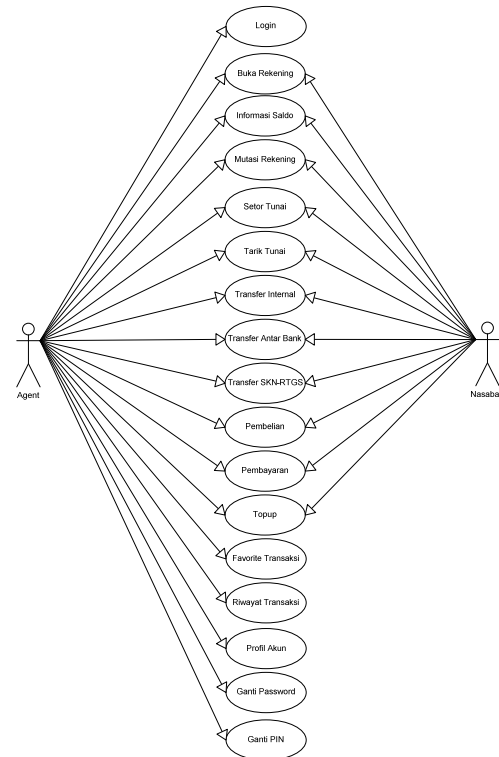 Login
Buka Rekening
Informasi Saldo
Mutasi Rekening
Setor Tunai
Tarik Tunai
Transfer Internal
Transfer Antar Bank
Transfer SKN-RTGS
Pembelian
Pembayaran
Topup
Favorite Transaksi
Riwayat Transaksi
Profil Akun
Ganti Password
Ganti PIN
Agent
Nasaba